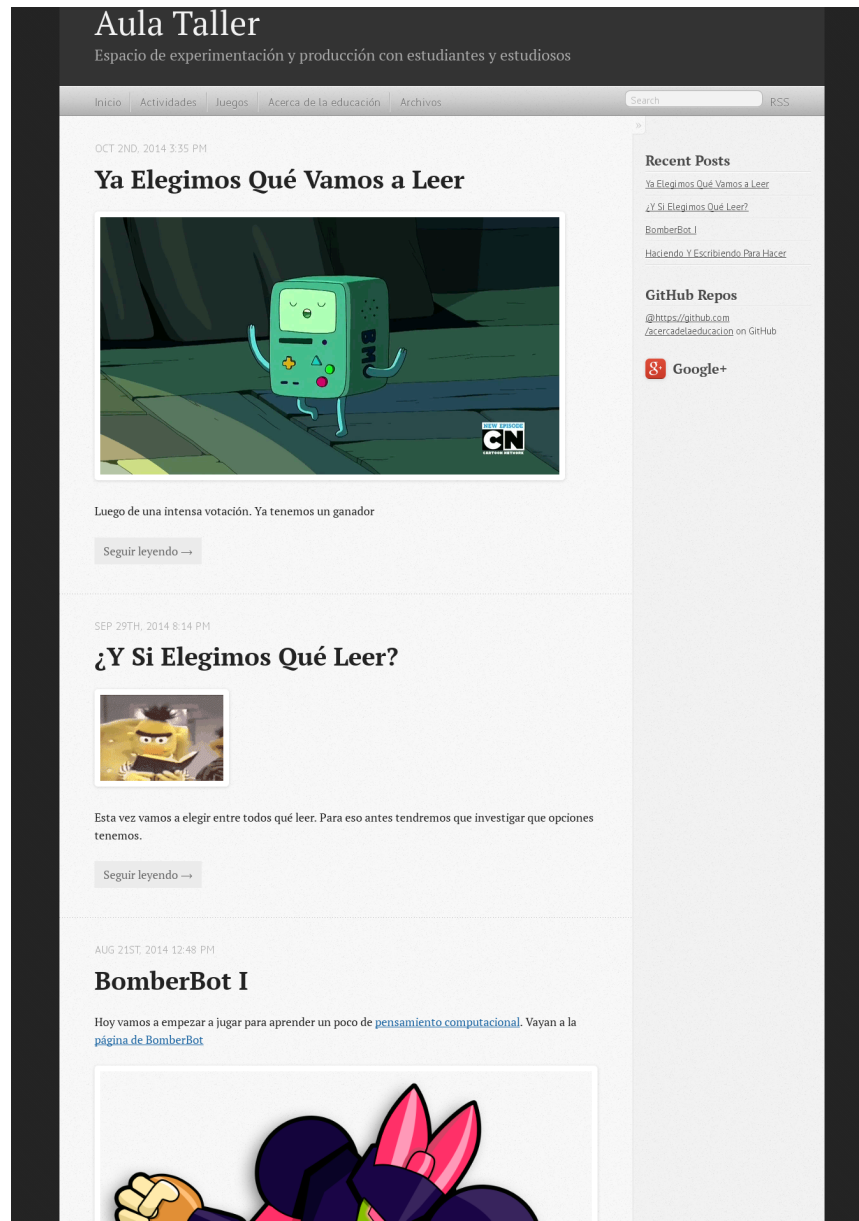 Aula Taller
Espacio de experimentación y producción con estudiantes y estudiosos
Inicio
Actividades
Juegos
Acerca de la educación
Archivos
Search
RSS
»
OCT 2ND, 2014 3:35 PM
Ya Elegimos Qué Vamos a Leer
BM
NEW EPISODE
CN
CARTOON NETWORK
Luego de una intensa votación. Ya tenemos un ganador
Seguir leyendo →
SEP 29TH, 2014 8:14 PM
¿Y Si Elegimos Qué Leer?
Esta vez vamos a elegir entre todos qué leer. Para eso antes tendremos que investigar que opciones
tenemos.
Seguir leyendo →
AUG 21ST, 2014 12:48 PM
BomberBot I
Hoy vamos a empezar a jugar para aprender un poco de pensamiento computacional. Vayan a la
página de BomberBot
Recent Posts
Ya Elegimos Qué Vamos a Leer
¿Y Si Elegimos Qué Leer?
BomberBot I
Haciendo Y Escribiendo Para Hacer
GitHub Repos
@https://github.com
/acercadelaeducacion on GitHub
g+ Google+